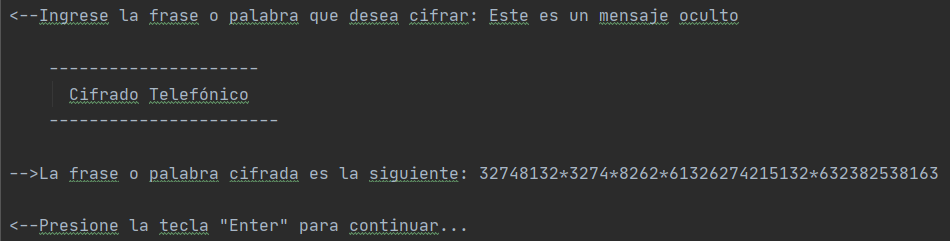 <--Ingrese la frase o palabra que desea cifrar: Este es un mensaje oculto
---------------------
Cifrado Telefónico
-----------------------
-->La frase o palabra cifrada es la siguiente: 32748132*3274*8262*61326274215132*632382538163
<--Presione la tecla "Enter" para continuar...